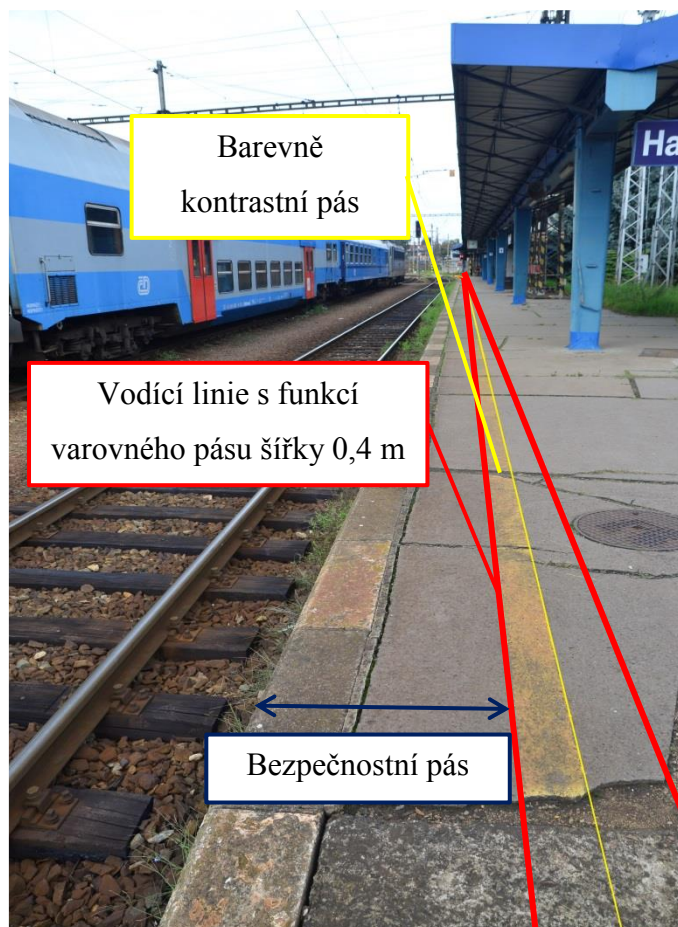 Barevně
kontrastní pás
Ha
Vodící linie s funkcí
varovného pásu šířky 0,4 m
Bezpečnostní pás